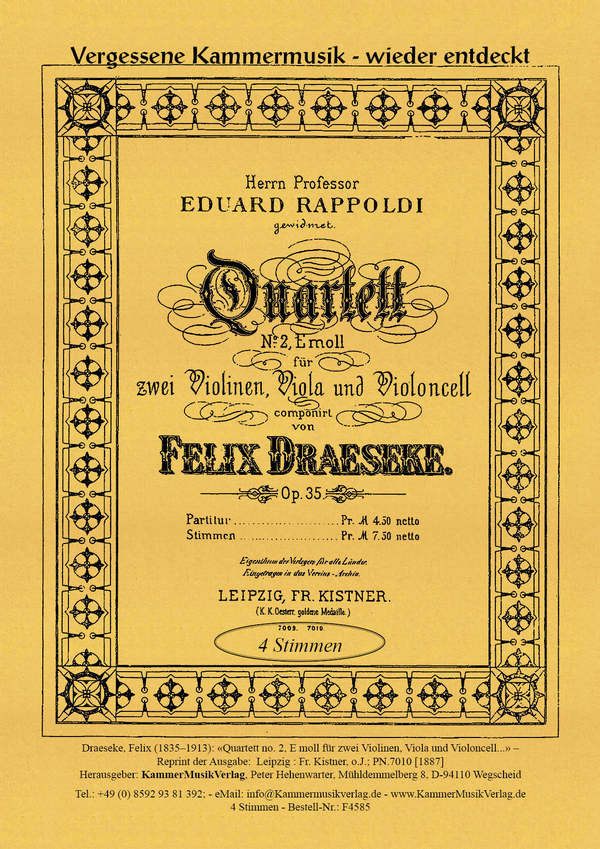 Vergessene Kammermusik - wieder entdeckt
Herrn Professor
EDUARD RAPPOLDI
gewidmet.
Quartett
No 2, E moll
für
zwei Violinen, Viola und Violoncell
componirt
von
FELIX DRAESEKE.
Op. 35.
Partitur ...................... Pr. M 4.50 netto
Stimmen ..................... Pr. M 7.50 netto
Eigenthum der Verleger für alle Länder.
Eingetragen in das Vereins-Archiv.
LEIPZIG, FR. KISTNER.
(K. K. Oesterr. goldene Medaille.)
7009. 7010.
4 Stimmen
Draeseke, Felix (1835–1913): «Quartett no. 2, E moll für zwei Violinen, Viola und Violoncell...» –
Reprint der Ausgabe: Leipzig : Fr. Kistner, o.J.; PN.7010 [1887]
Herausgeber: KammerMusikVerlag, Peter Hehenwarter, Mühldemmelberg 8, D-94110 Wegscheid
Tel.: +49 (0) 8592 93 81 392; - eMail: info@Kammermusikverlag.de - www.KammerMusikVerlag.de
4 Stimmen - Bestell-Nr.: F4585